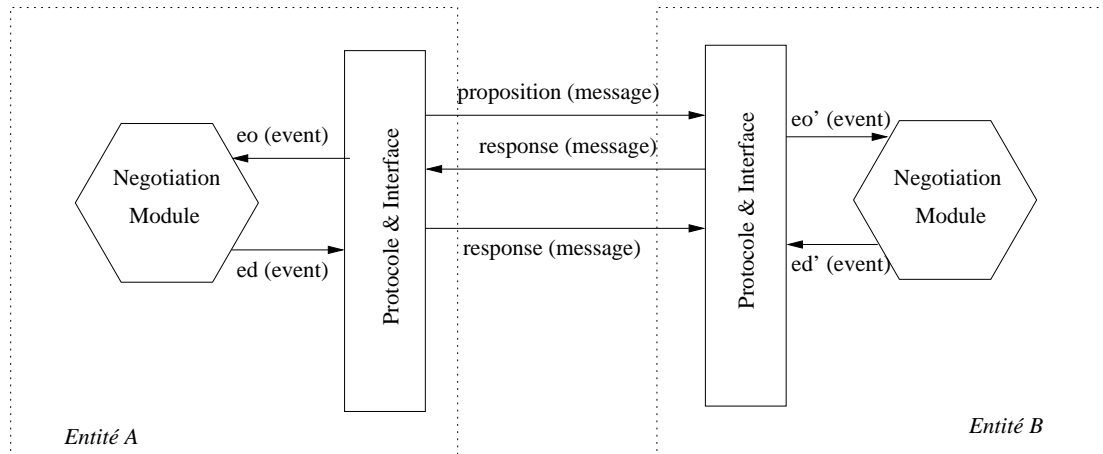 proposition (message)
eo (event)
response (message)
eo’ (event)
Negotiation
Module
Protocole & Interface
Protocole & Interface
Negotiation
Module
ed (event)
response (message)
ed’ (event)
Entité A
Entité B